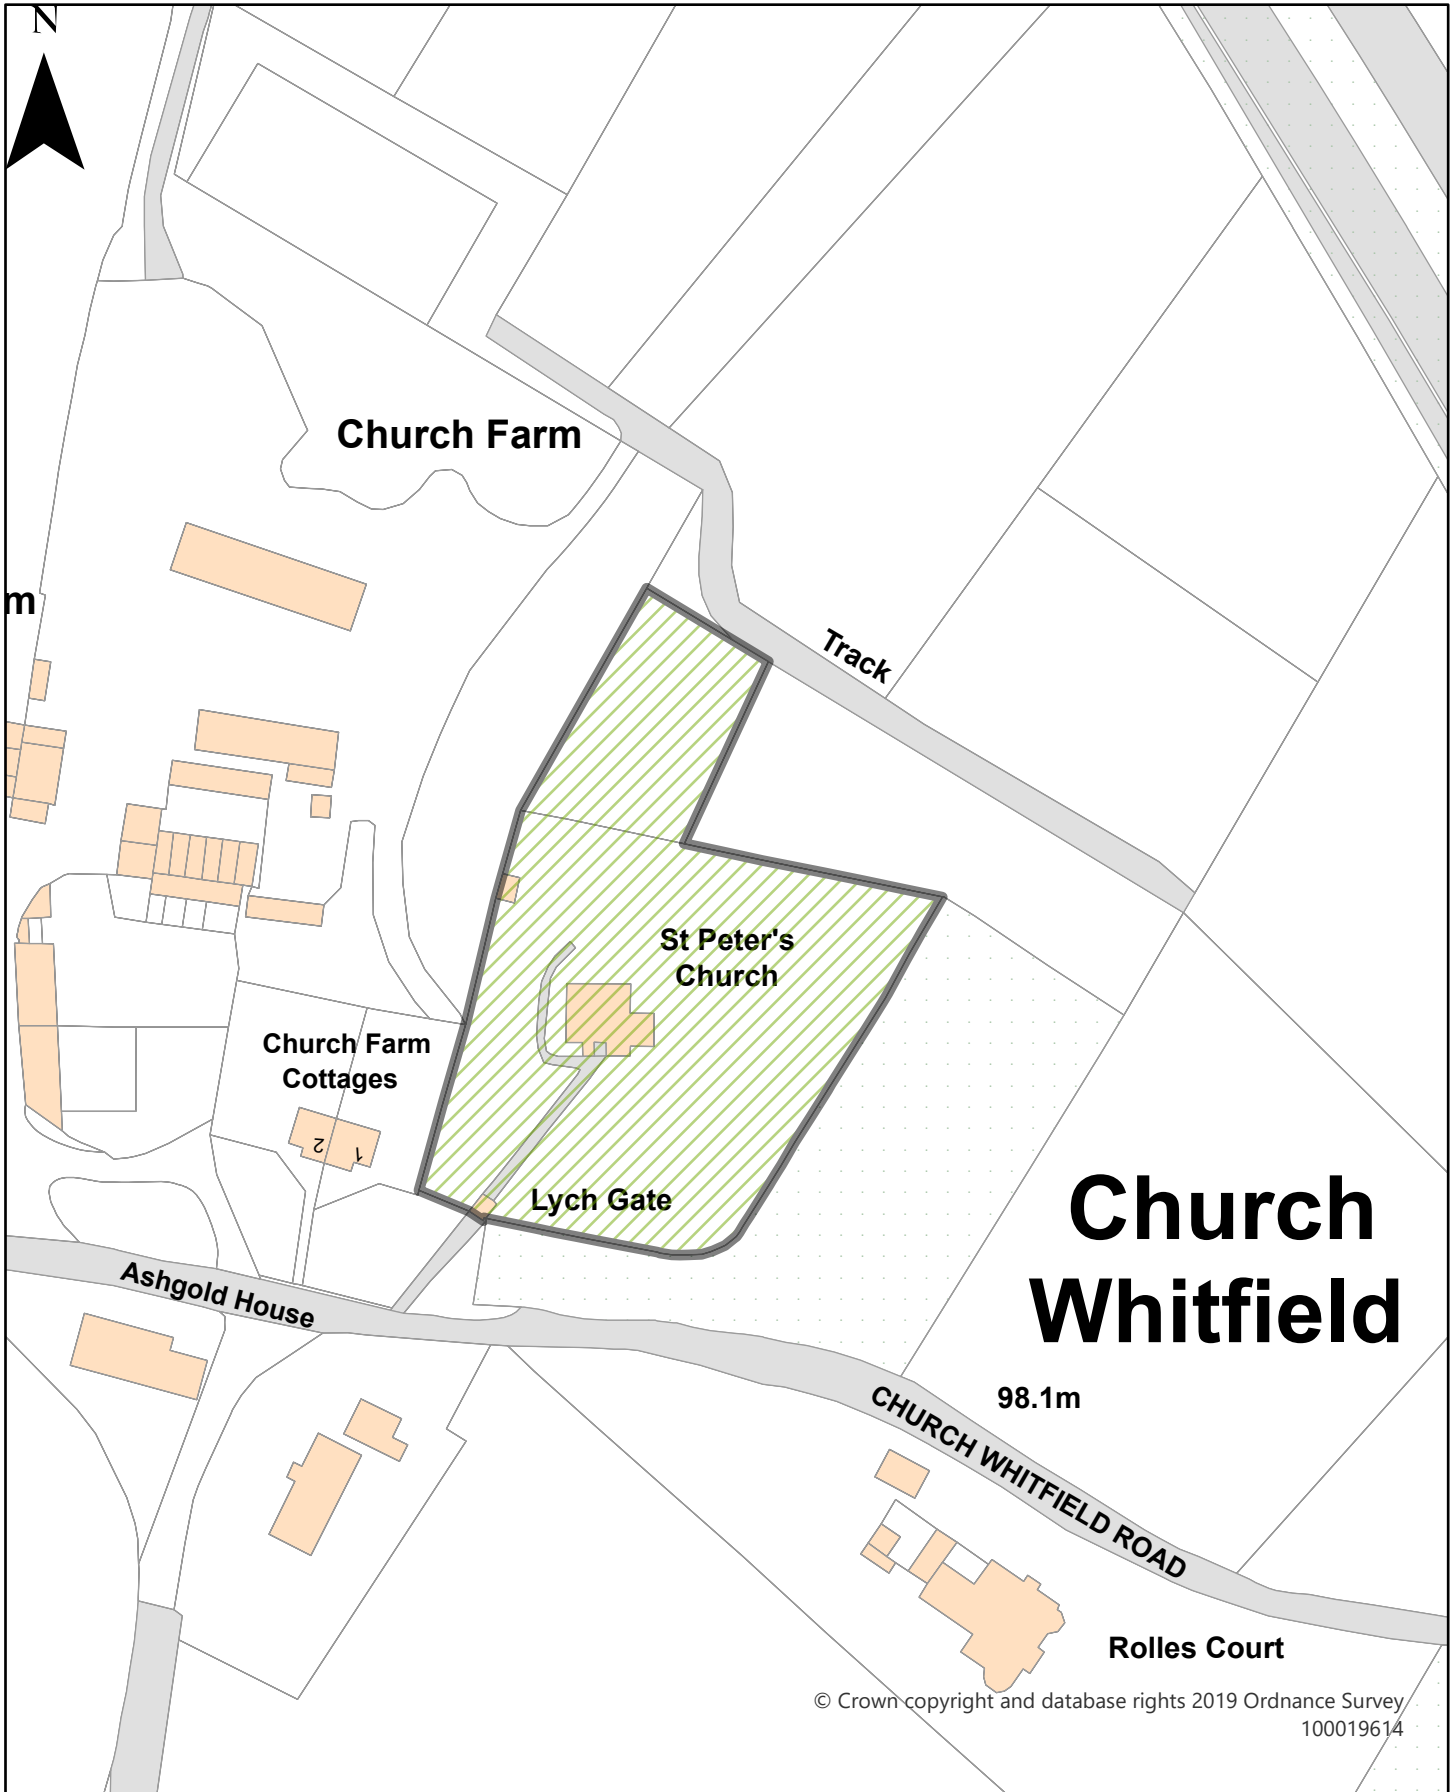 N
Church Farm
m
Track
St Peter's
Church
Church Farm
Cottages
2
1
Lych Gate
Church
Whitfield
Ashgold House
98.1m
CHURCH WHITFIELD ROAD
Rolles Court
© Crown copyright and database rights 2019 Ordnance Survey
100019614